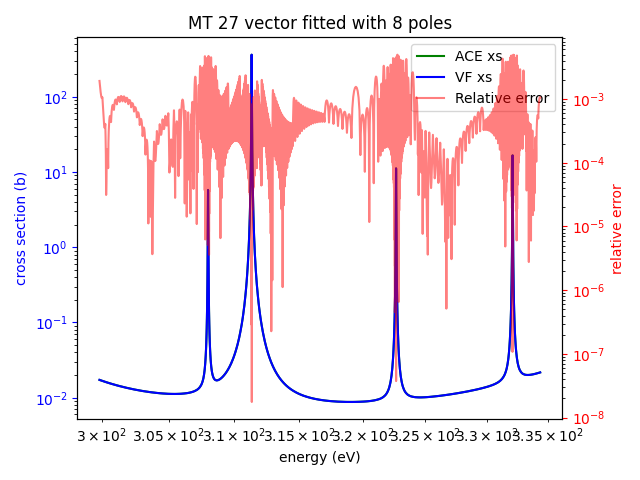 MT 27 vector fitted with 8 poles
ACE xs
VF xs
Relative error
cross section (b)
10²
10¹
10⁰
10⁻¹
10⁻²
relative error
10⁻³
10⁻⁴
10⁻⁵
10⁻⁶
10⁻⁷
10⁻⁸
3 × 10² 3.05 × 10² 3.1 × 10² 3.15 × 10² 3.2 × 10² 3.25 × 10² 3.3 × 10² 3.35 × 10²
energy (eV)